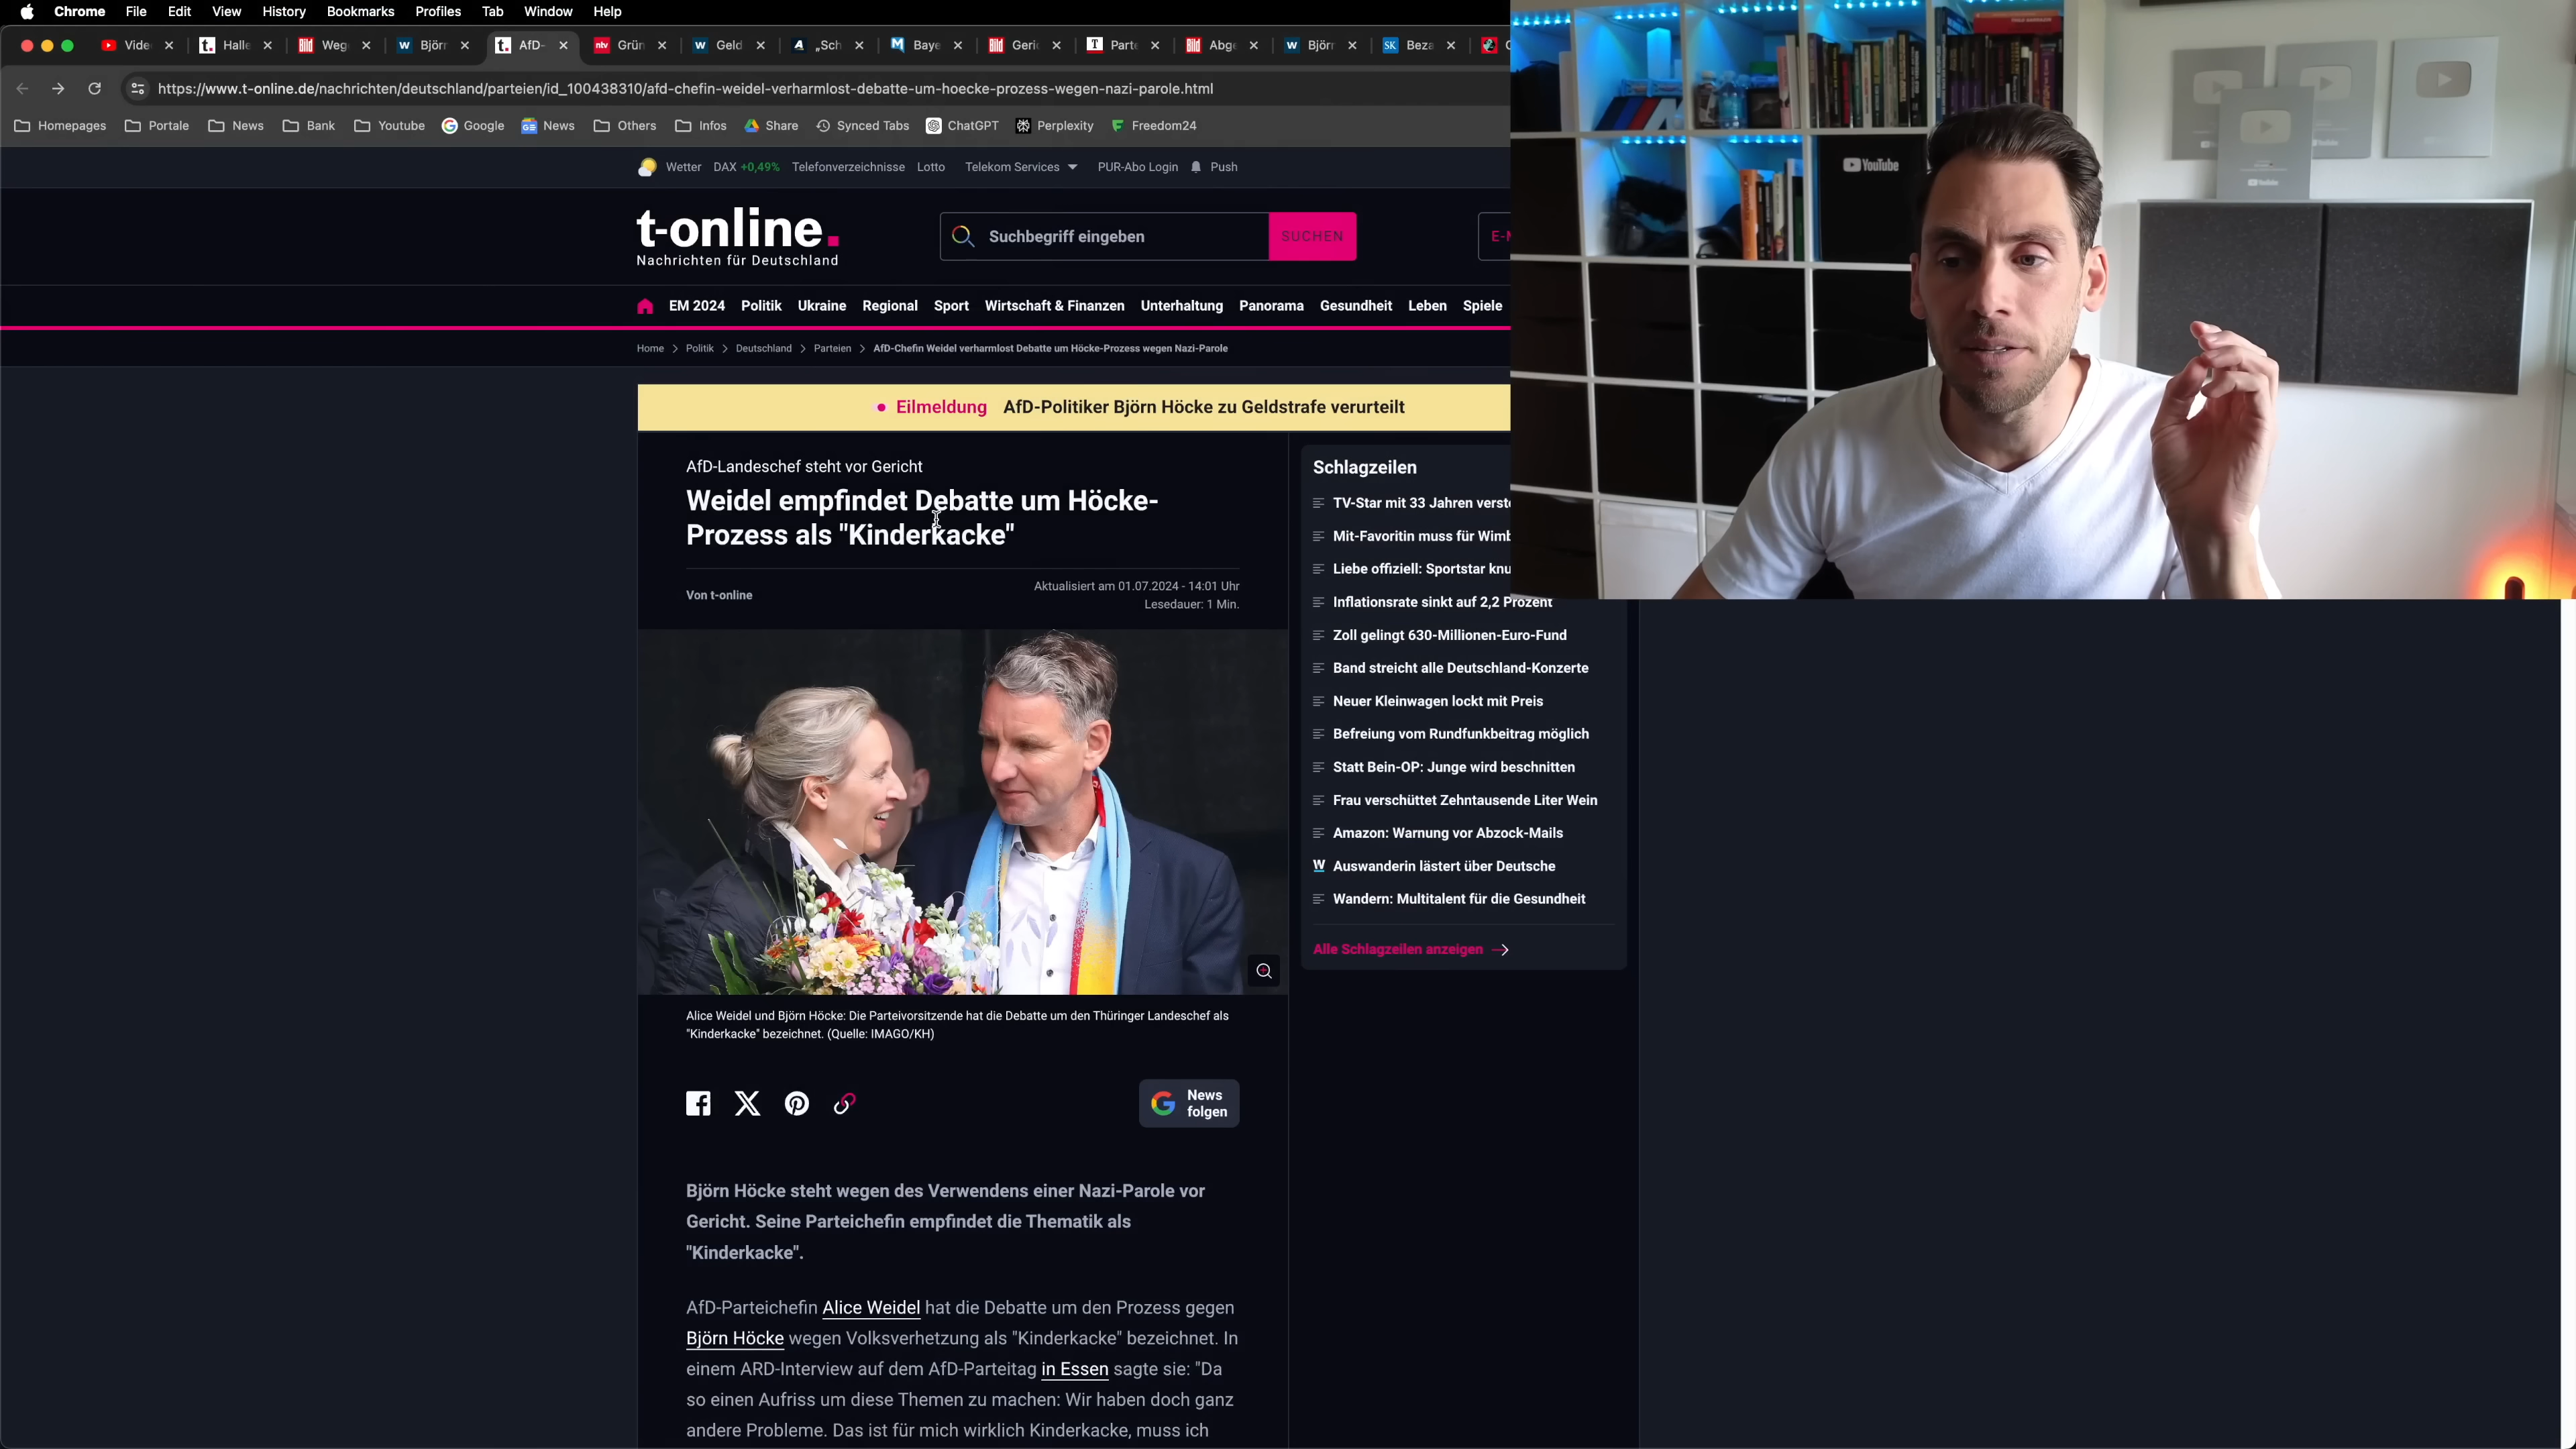 Chrome File Edit View History Bookmarks Profiles Tab Window Help
Vide Halle Weg Björr AfD- Grün Geld „Sch Baye Geri Parte Abge Björr Beza
https://www.t-online.de/nachrichten/deutschland/parteien/id_100438310/afd-chefin-weidel-verharmlost-debatte-um-hoecke-prozess-wegen-nazi-parole.html
Homepages Portale News Bank Youtube Google News Others Infos Share Synced Tabs ChatGPT Perplexity Freedom24
Wetter DAX +0,49% Telefonverzeichnisse Lotto Telekom Services PUR-Abo Login Push
YouTube
t-online.
Nachrichten für Deutschland
Suchbegriff eingeben
SUCHEN
EM 2024 Politik Ukraine Regional Sport Wirtschaft & Finanzen Unterhaltung Panorama Gesundheit Leben Spiele
Home > Politik > Deutschland > Parteien > AfD-Chefin Weidel verharmlost Debatte um Höcke-Prozess wegen Nazi-Parole
Eilmeldung AfD-Politiker Björn Höcke zu Geldstrafe verurteilt
AfD-Landeschef steht vor Gericht
Weidel empfindet Debatte um Höcke-
Prozess als "Kinderkacke"
Von t-online
Aktualisiert am 01.07.2024 - 14:01 Uhr
Lesedauer: 1 Min.
Alice Weidel und Björn Höcke: Die Parteivorsitzende hat die Debatte um den Thüringer Landeschef als
"Kinderkacke" bezeichnet. (Quelle: IMAGO/KH)
News
folgen
Björn Höcke steht wegen des Verwendens einer Nazi-Parole vor
Gericht. Seine Parteichefin empfindet die Thematik als
"Kinderkacke".
AfD-Parteichefin Alice Weidel hat die Debatte um den Prozess gegen
Björn Höcke wegen Volksverhetzung als "Kinderkacke" bezeichnet. In
einem ARD-Interview auf dem AfD-Parteitag in Essen sagte sie: "Da
so einen Aufriss um diese Themen zu machen: Wir haben doch ganz
andere Probleme. Das ist für mich wirklich Kinderkacke, muss ich
Schlagzeilen
TV-Star mit 33 Jahren verst
Mit-Favoritin muss für Wimb
Liebe offiziell: Sportstar knu
Inflationsrate sinkt auf 2,2 Prozent
Zoll gelingt 630-Millionen-Euro-Fund
Band streicht alle Deutschland-Konzerte
Neuer Kleinwagen lockt mit Preis
Befreiung vom Rundfunkbeitrag möglich
Statt Bein-OP: Junge wird beschnitten
Frau verschüttet Zehntausende Liter Wein
Amazon: Warnung vor Abzock-Mails
Auswanderin lästert über Deutsche
Wandern: Multitalent für die Gesundheit
Alle Schlagzeilen anzeigen